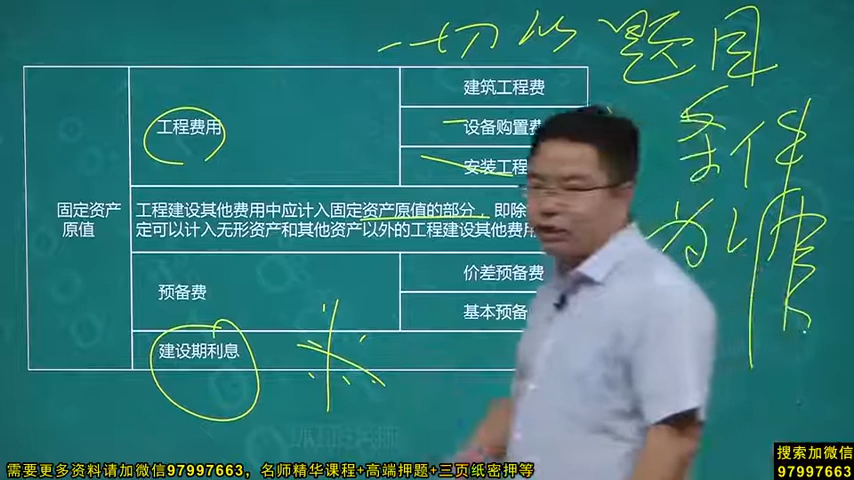 一切以题目
条件为准
建筑工程费
工程费用
设备购置费
安装工程
固定资产
原值
工程建设其他费用中应计入固定资产原值的部分，即除
定可以计入无形资产和其他资产以外的工程建设其他费用
价差预备费
预备费
基本预备
建设期利息
需要更多资料请加微信97997663，名师精华课程+高端押题+三页纸密押等
搜索加微信
97997663